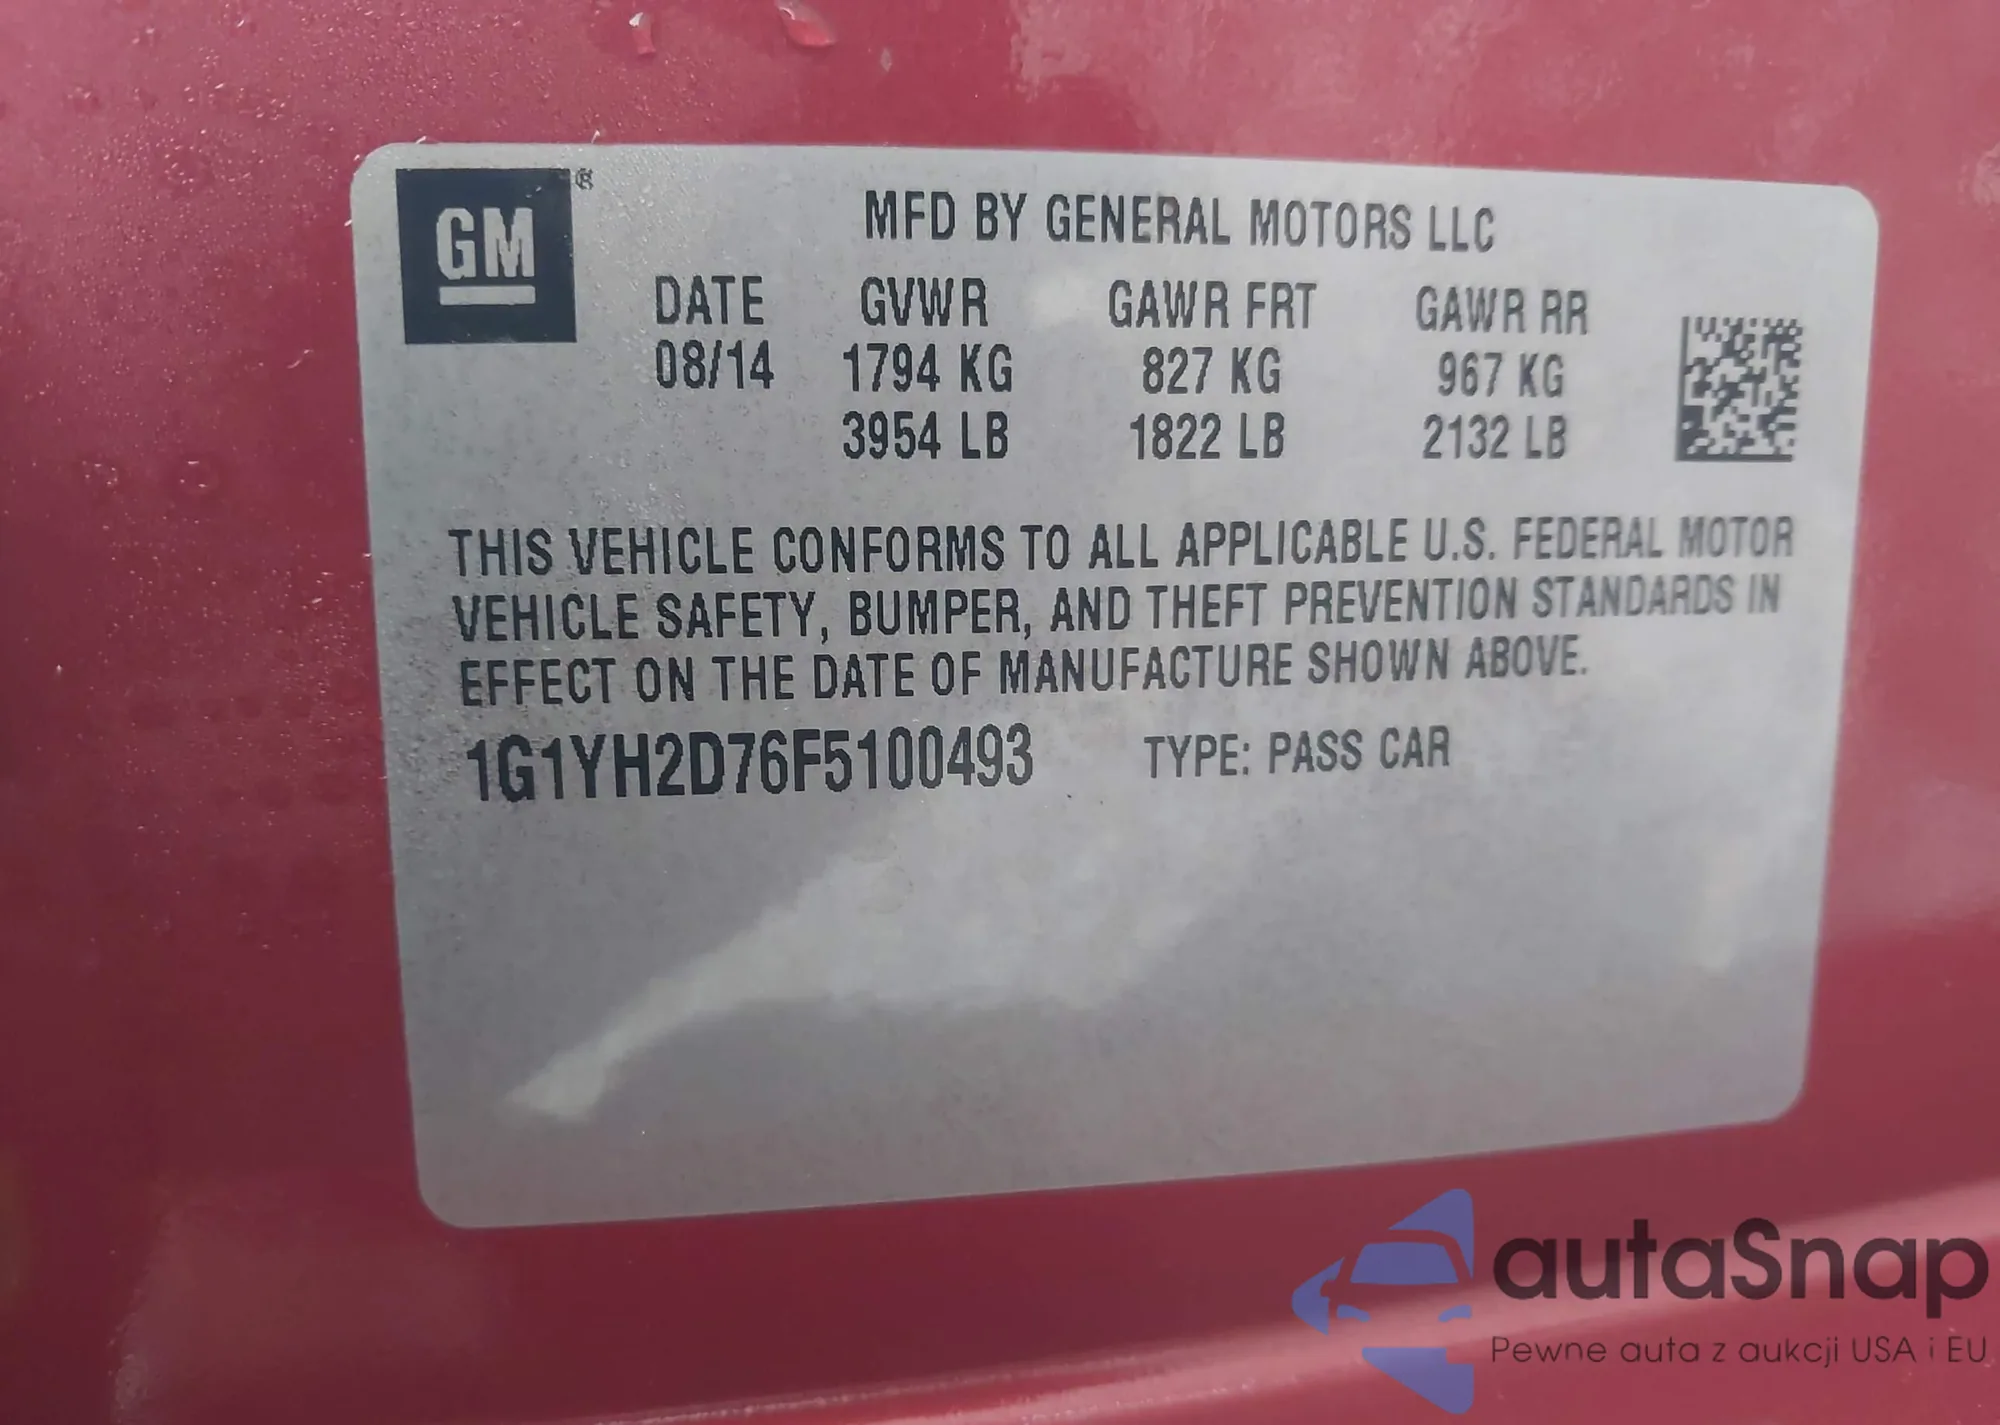 GM ®
MFD BY GENERAL MOTORS LLC
DATE GVWR GAWR FRT GAWR RR
08/14 1794 KG 827 KG 967 KG
3954 LB 1822 LB 2132 LB
THIS VEHICLE CONFORMS TO ALL APPLICABLE U.S. FEDERAL MOTOR
VEHICLE SAFETY, BUMPER, AND THEFT PREVENTION STANDARDS IN
EFFECT ON THE DATE OF MANUFACTURE SHOWN ABOVE.
1G1YH2D76F5100493 TYPE: PASS CAR
autaSnap
Pewne auta z aukcji USA i EU